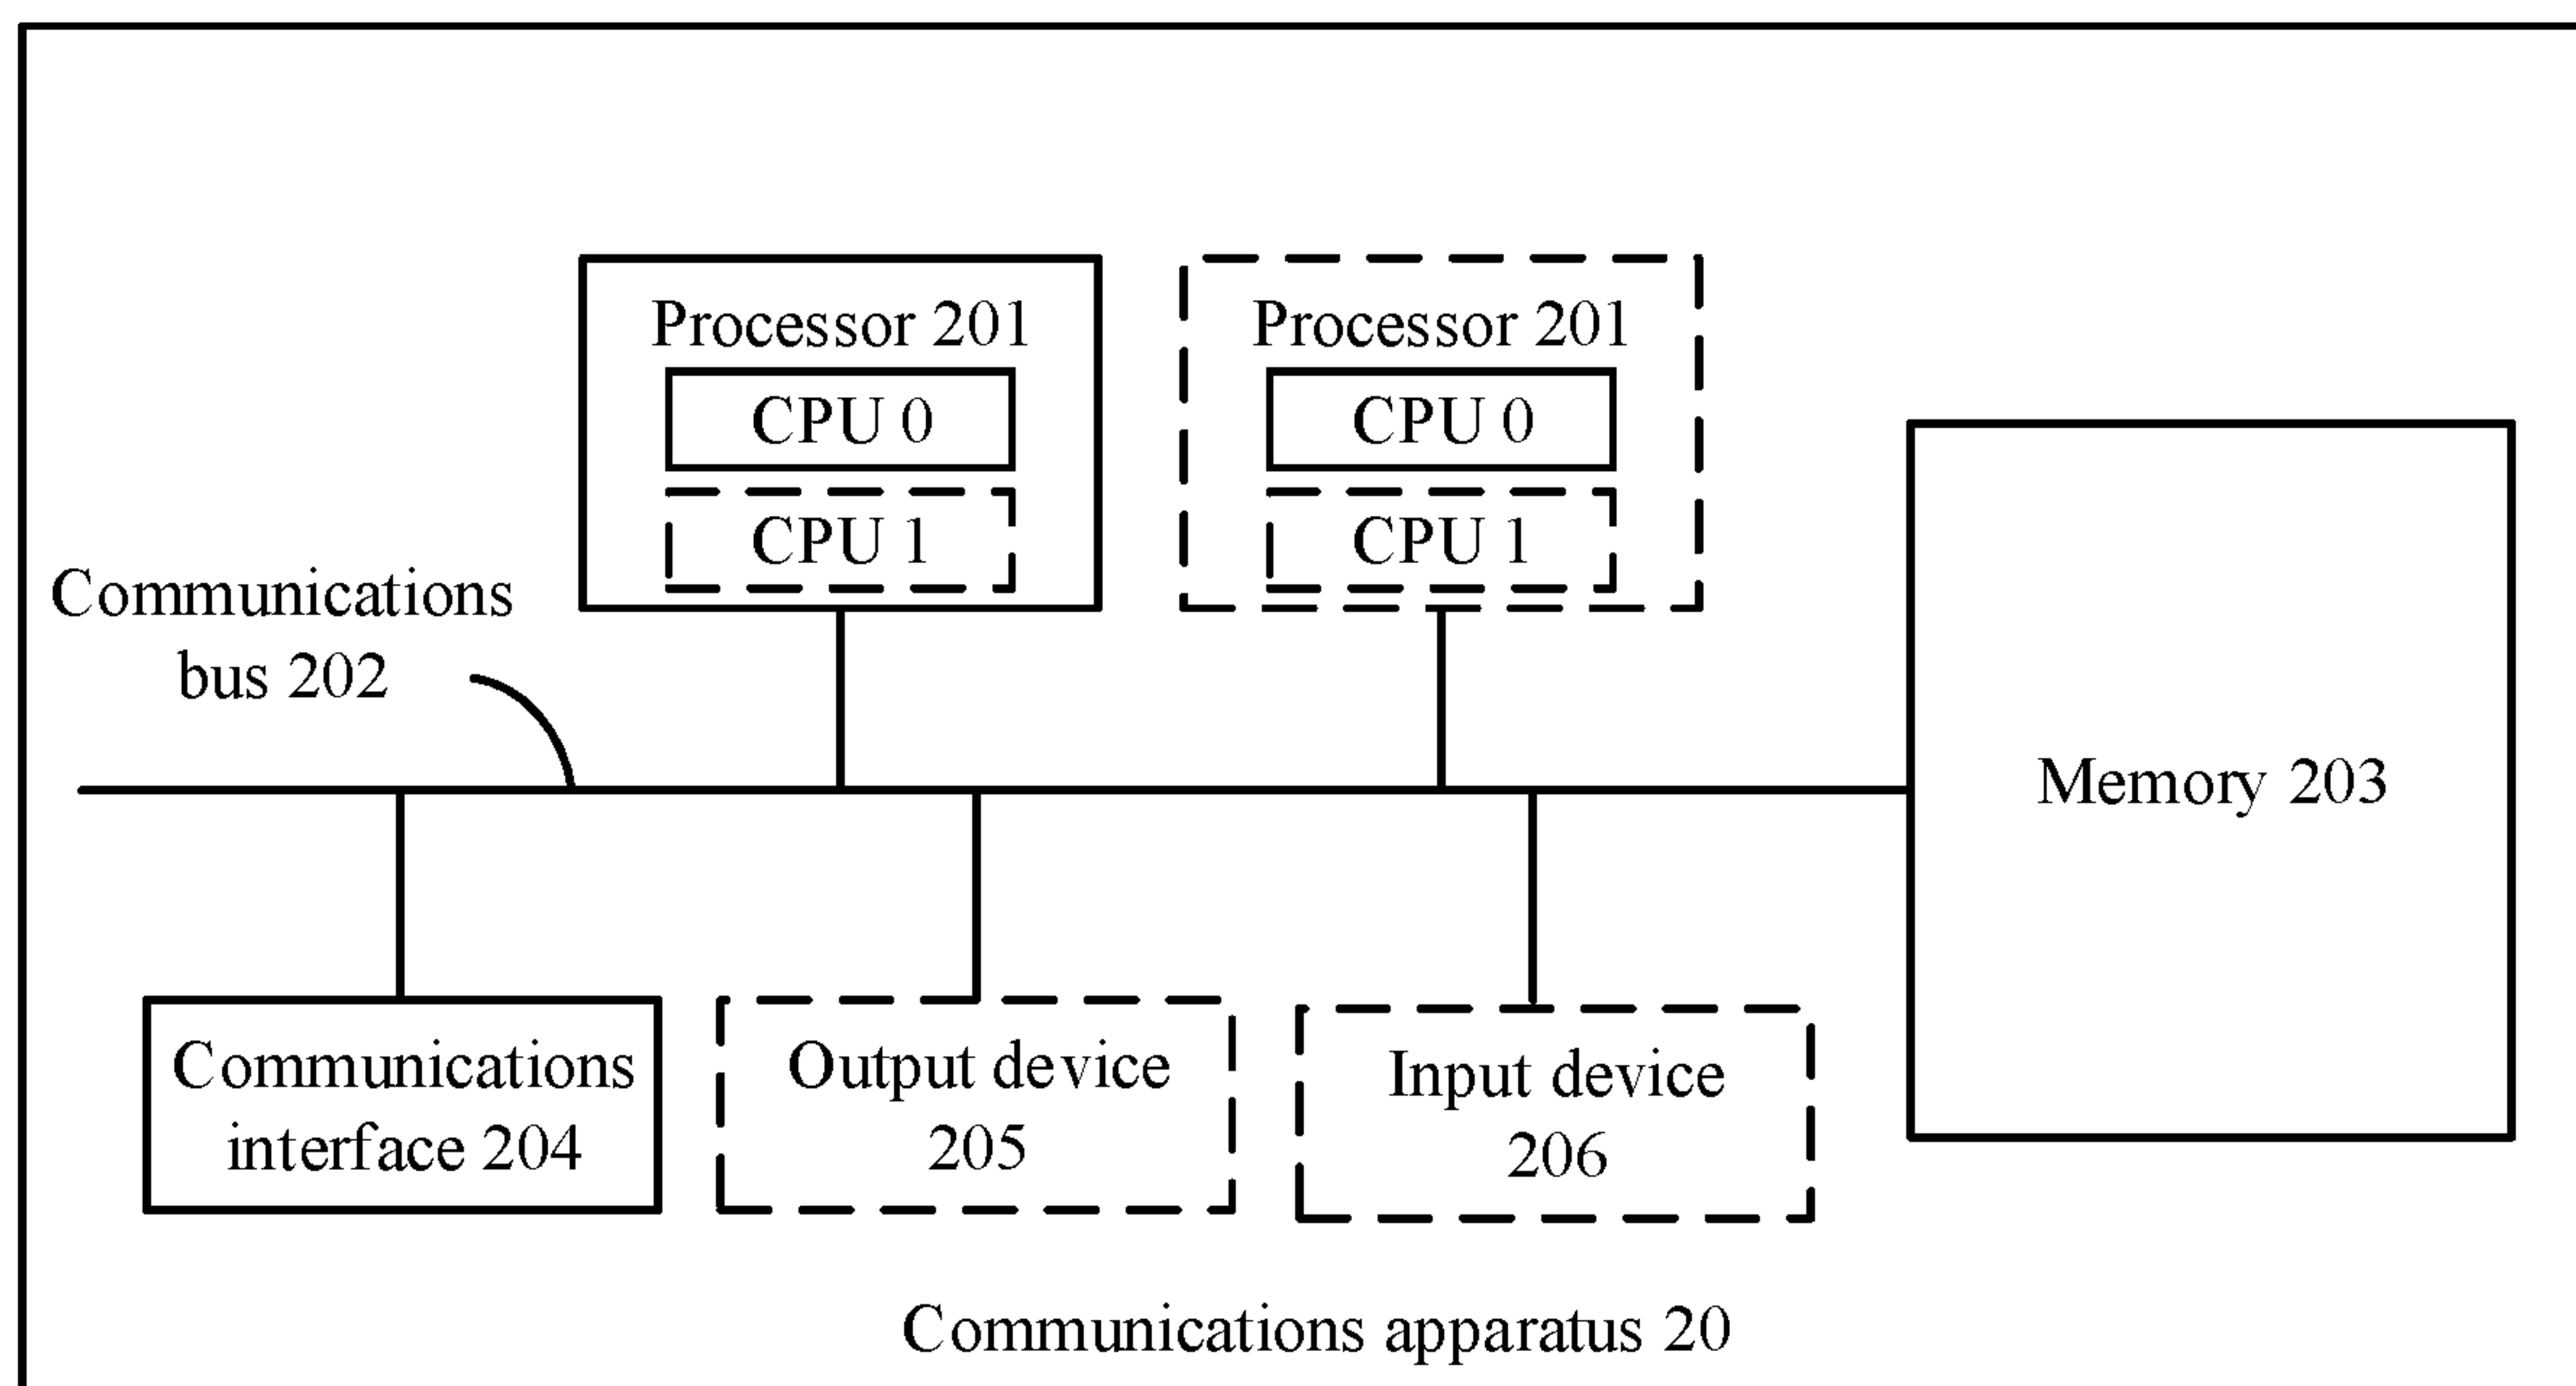 Processor 201
CPU 0
CPU 1
Processor 201
CPU 0
CPU 1
Communications
bus 202
Memory 203
Communications
interface 204
Output device
205
Input device
206
Communications apparatus 20